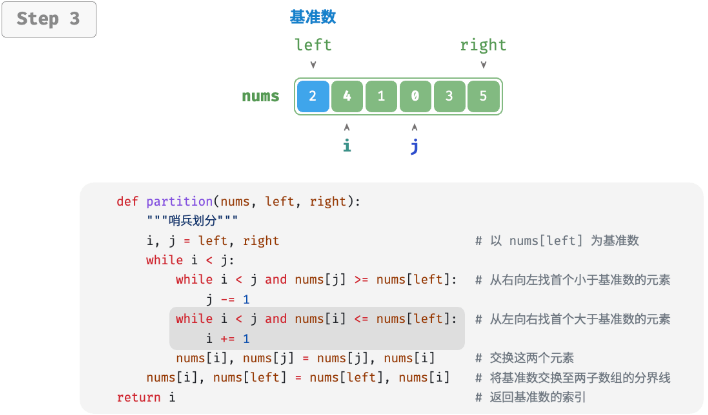 Step 3
基准数
left right
nums 2 4 1 0 3 5
i j
def partition(nums, left, right):
"""哨兵划分"""
i, j = left, right # 以 nums[left] 为基准数
while i < j:
while i < j and nums[j] >= nums[left]: # 从右向左找首个小于基准数的元素
j -= 1
while i < j and nums[i] <= nums[left]: # 从左向右找首个大于基准数的元素
i += 1
nums[i], nums[j] = nums[j], nums[i] # 交换这两个元素
nums[i], nums[left] = nums[left], nums[i] # 将基准数交换至两子数组的分界线
return i # 返回基准数的索引